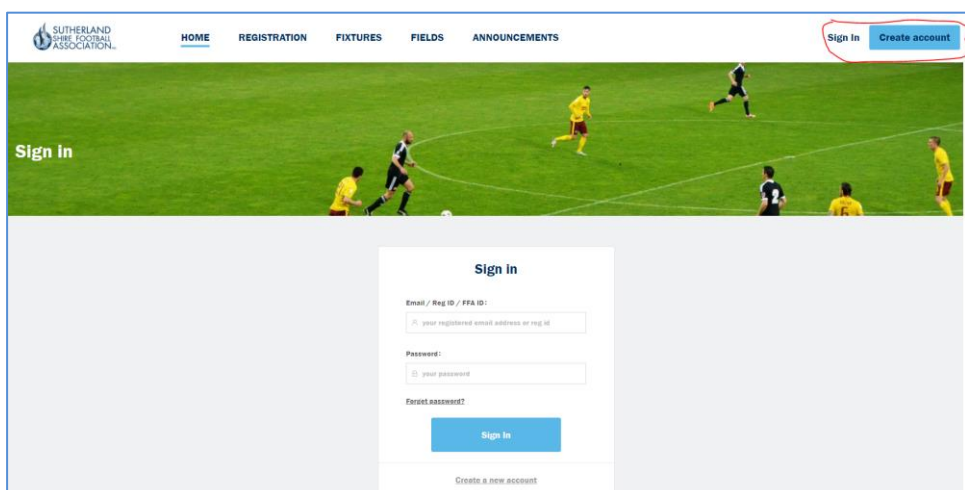 SUTHERLAND
SHIRE FOOTBALL
ASSOCIATION
HOME REGISTRATION FIXTURES FIELDS ANNOUNCEMENTS Sign In Create account
Sign in
2
6
Sign in
Email / Reg ID / FFA ID:
your registered email address or reg id
Password:
your password
Forget password?
Sign In
Create a new account